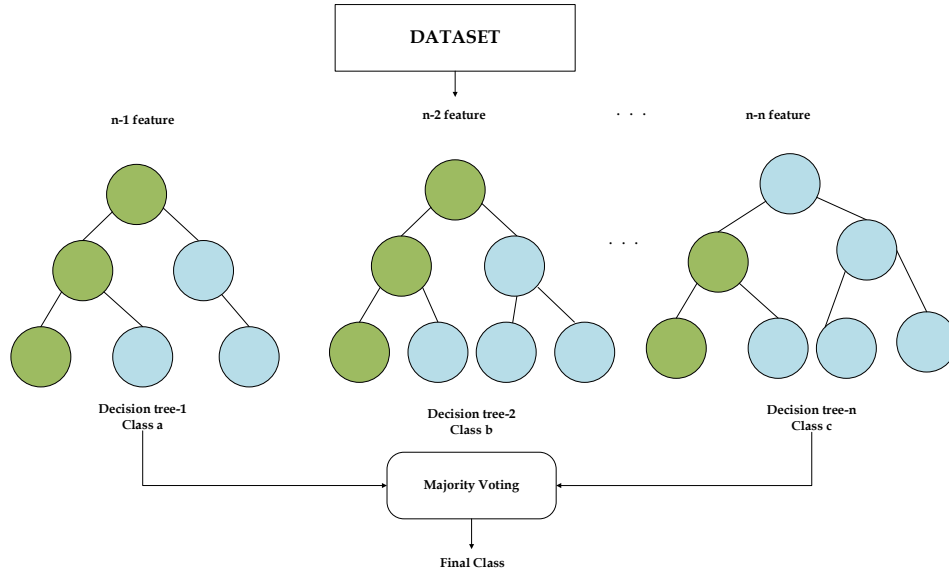 DATASET
n-1 feature
n-2 feature
. . .
n-n feature
. . .
Decision tree-1
Class a
Decision tree-2
Class b
Decision tree-n
Class c
Majority Voting
Final Class